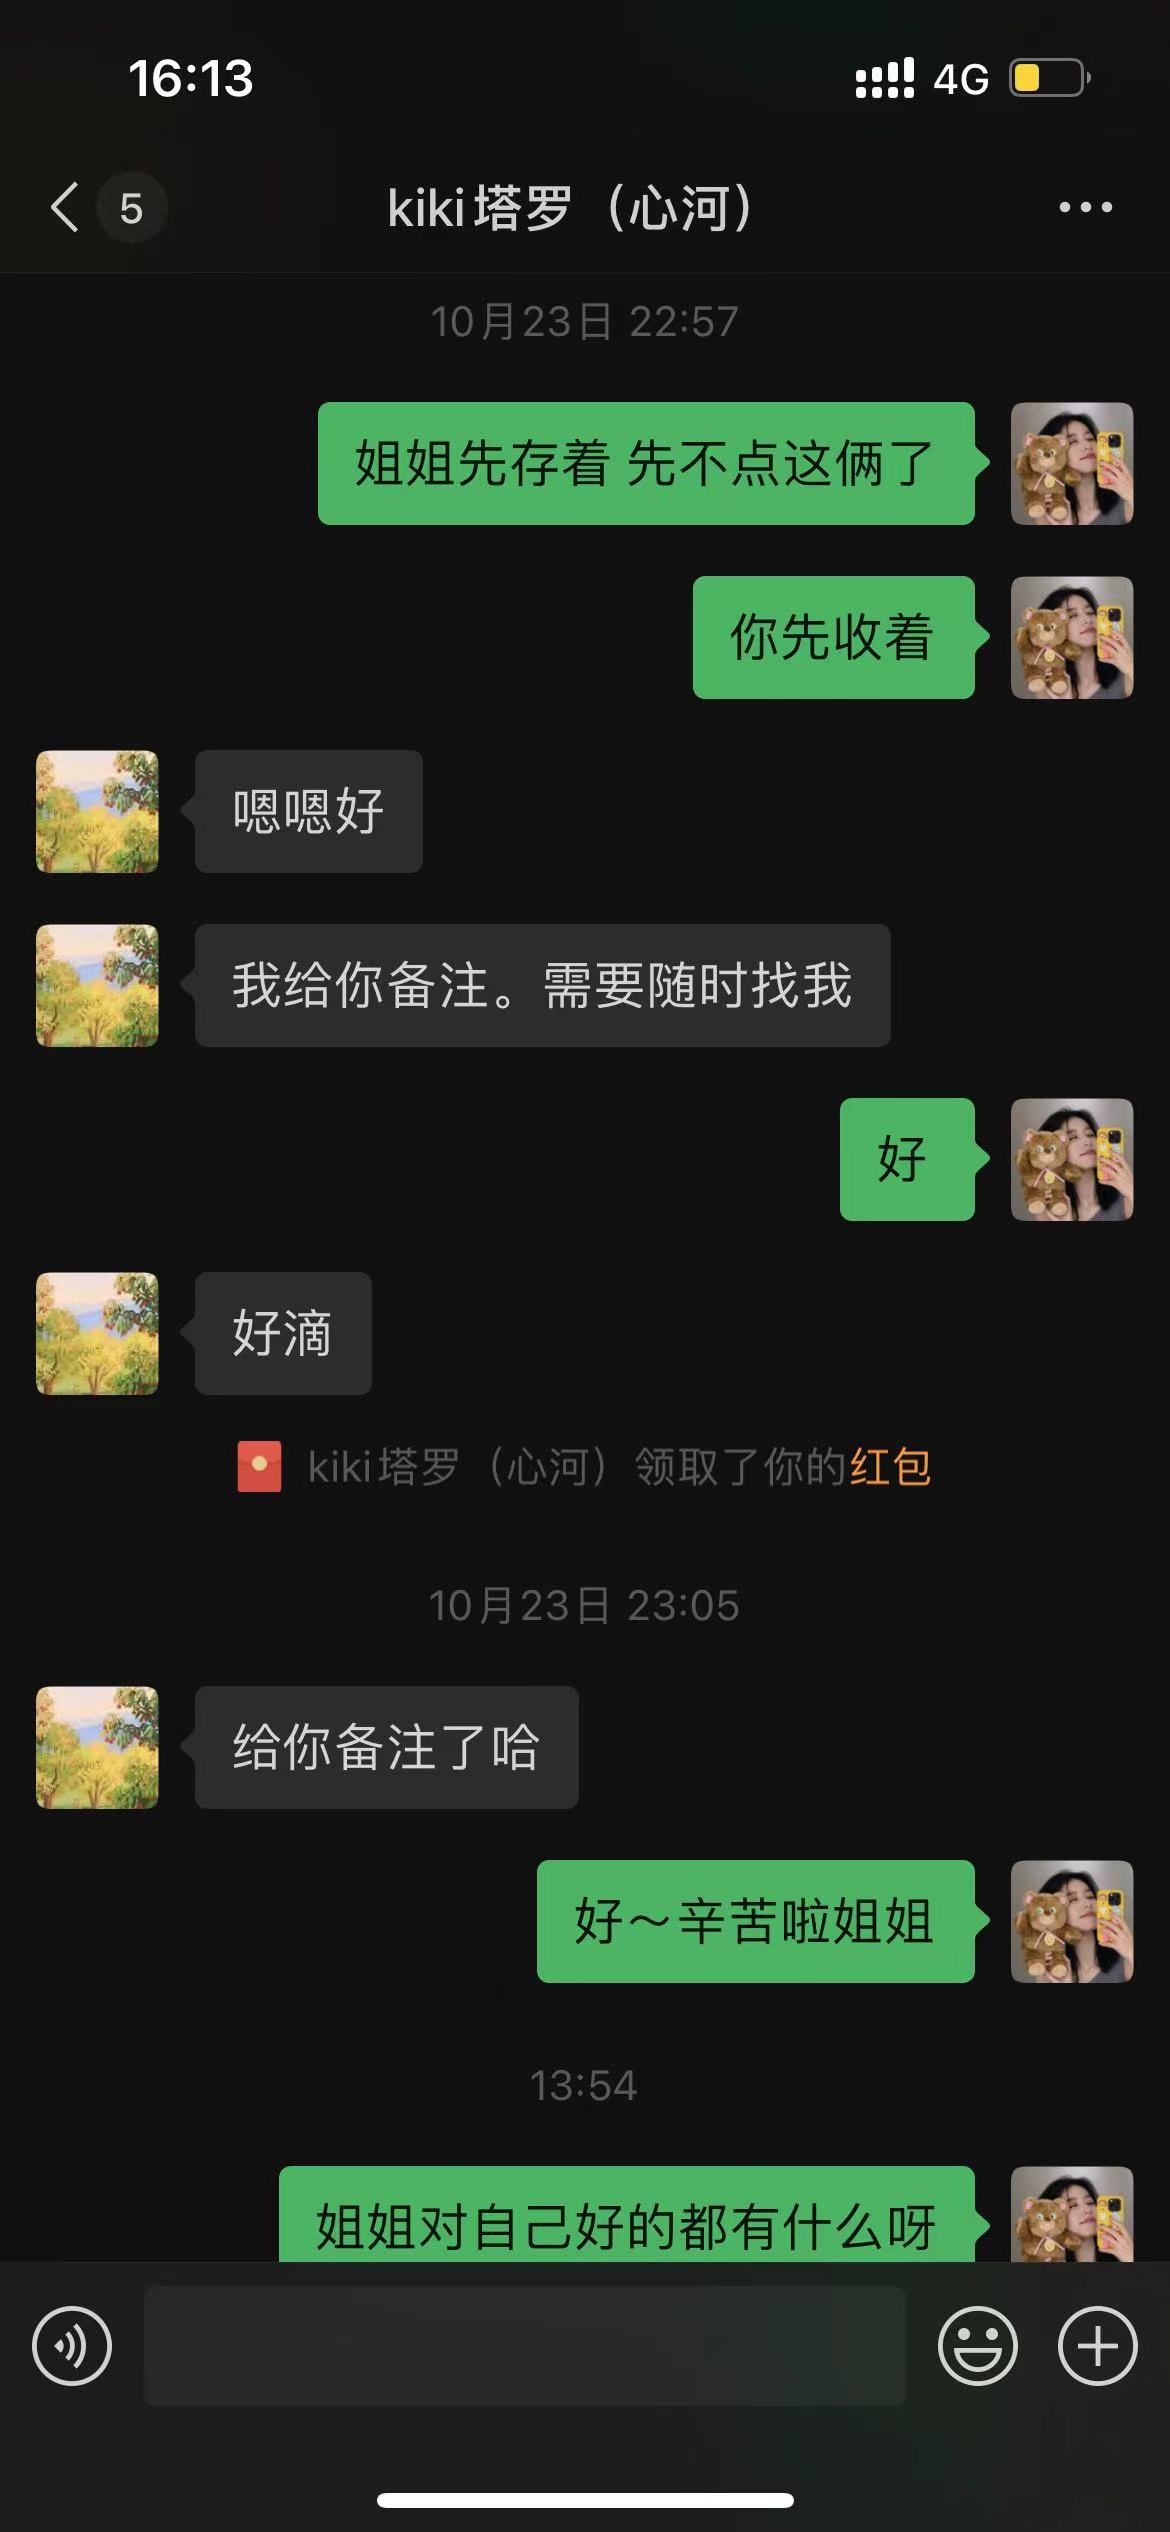 16:13
4G
5
kiki塔罗（心河）
10月23日 22:57
姐姐先存着 先不点这俩了
你先收着
嗯嗯好
我给你备注。需要随时找我
好
好滴
kiki塔罗（心河）领取了你的红包
10月23日 23:05
给你备注了哈
好～辛苦啦姐姐
13:54
姐姐对自己好的都有什么呀